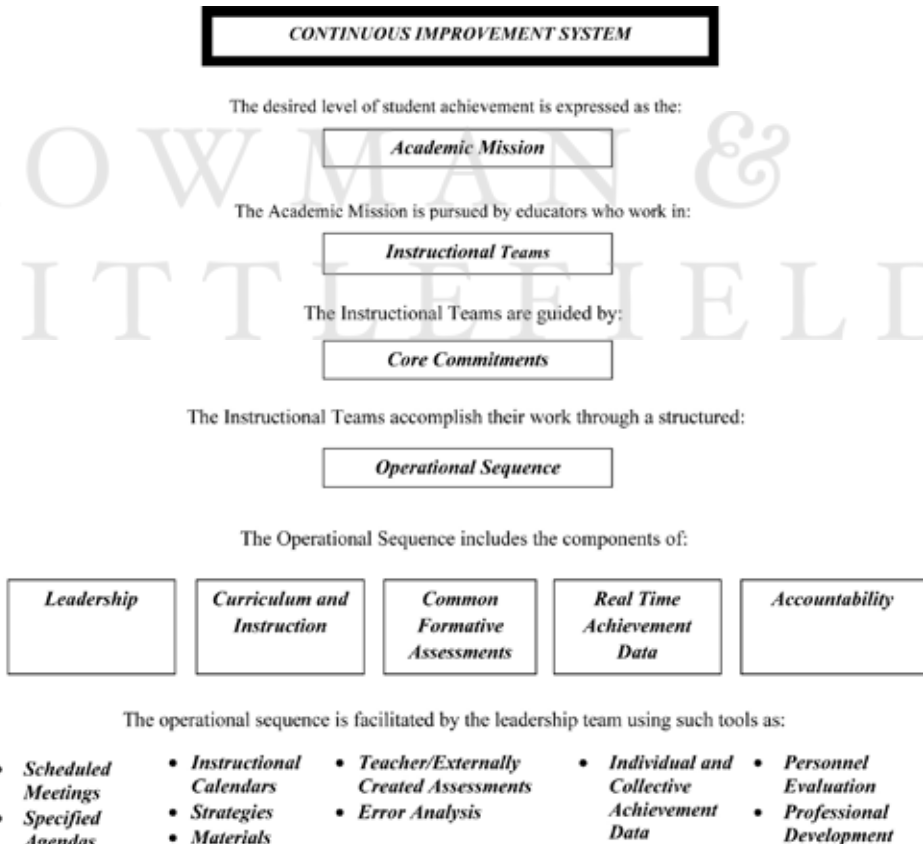 CONTINUOUS IMPROVEMENT SYSTEM
The desired level of student achievement is expressed as the:
OWMAN &
Academic Mission
The Academic Mission is pursued by educators who work in:
Instructional Teams
ITTLEFIELD
The Instructional Teams are guided by:
Core Commitments
The Instructional Teams accomplish their work through a structured:
Operational Sequence
The Operational Sequence includes the components of:
Leadership
Curriculum and
Instruction
Common
Formative
Assessments
Real Time
Achievement
Data
Accountability
The operational sequence is facilitated by the leadership team using such tools as:
• Scheduled
Meetings
• Specified
Agendas
• Instructional
Calendars
• Strategies
• Materials
• Teacher/Externally
Created Assessments
• Error Analysis
• Individual and
Collective
Achievement
Data
• Personnel
Evaluation
• Professional
Development